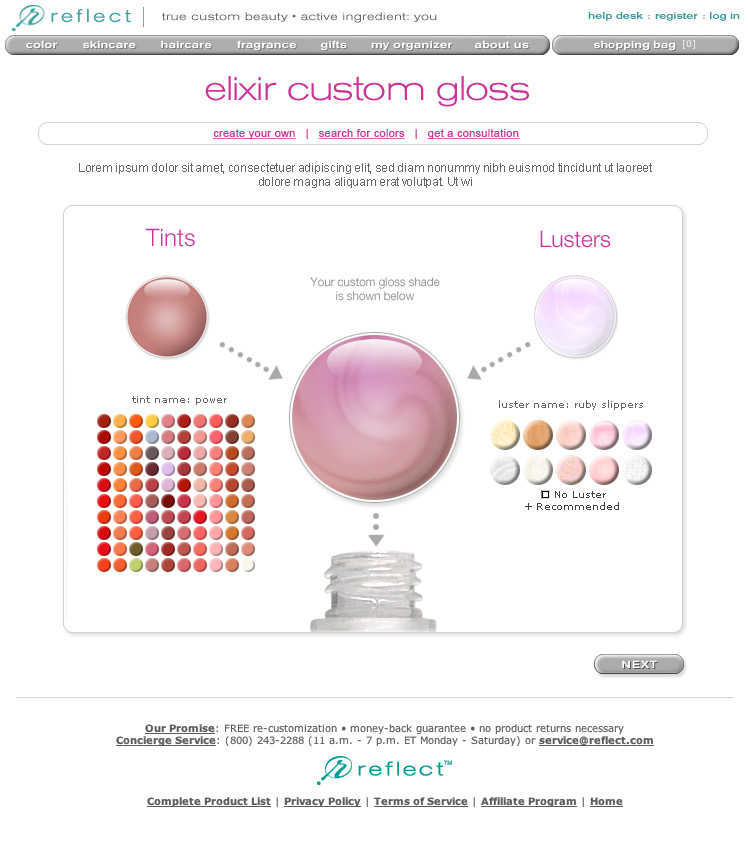 reflect
true custom beauty • active ingredient: you
help desk : register : log in
color skincare haircare fragrance gifts my organizer about us shopping bag [0]
elixir custom gloss
create your own | search for colors | get a consultation
Lorem ipsum dolor sit amet, consectetuer adipiscing elit, sed diam nonummy nibh euismod tincidunt ut laoreet
dolore magna aliquam erat volutpat. Ut wi
Tints
Lusters
Your custom gloss shade
is shown below
tint name: power
luster name: ruby slippers
No Luster
+ Recommended
NEXT
Our Promise: FREE re-customization • money-back guarantee • no product returns necessary
Concierge Service: (800) 243-2288 (11 a.m. - 7 p.m. ET Monday - Saturday) or service@reflect.com
reflect™
Complete Product List | Privacy Policy | Terms of Service | Affiliate Program | Home